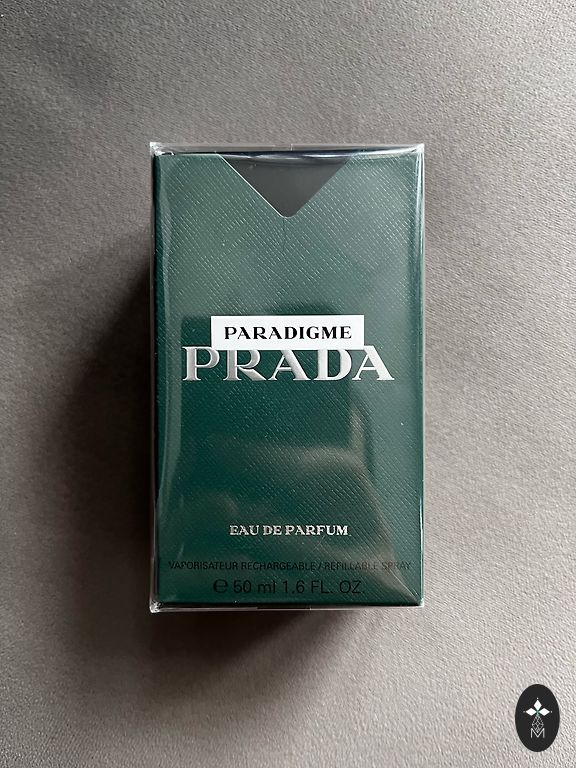 PARADIGME
PRADA
EAU DE PARFUM
VAPORISATEUR RECHARGEABLE / REFILLABLE SPRAY
℮ 50 ml 1.6 FL. OZ.
M